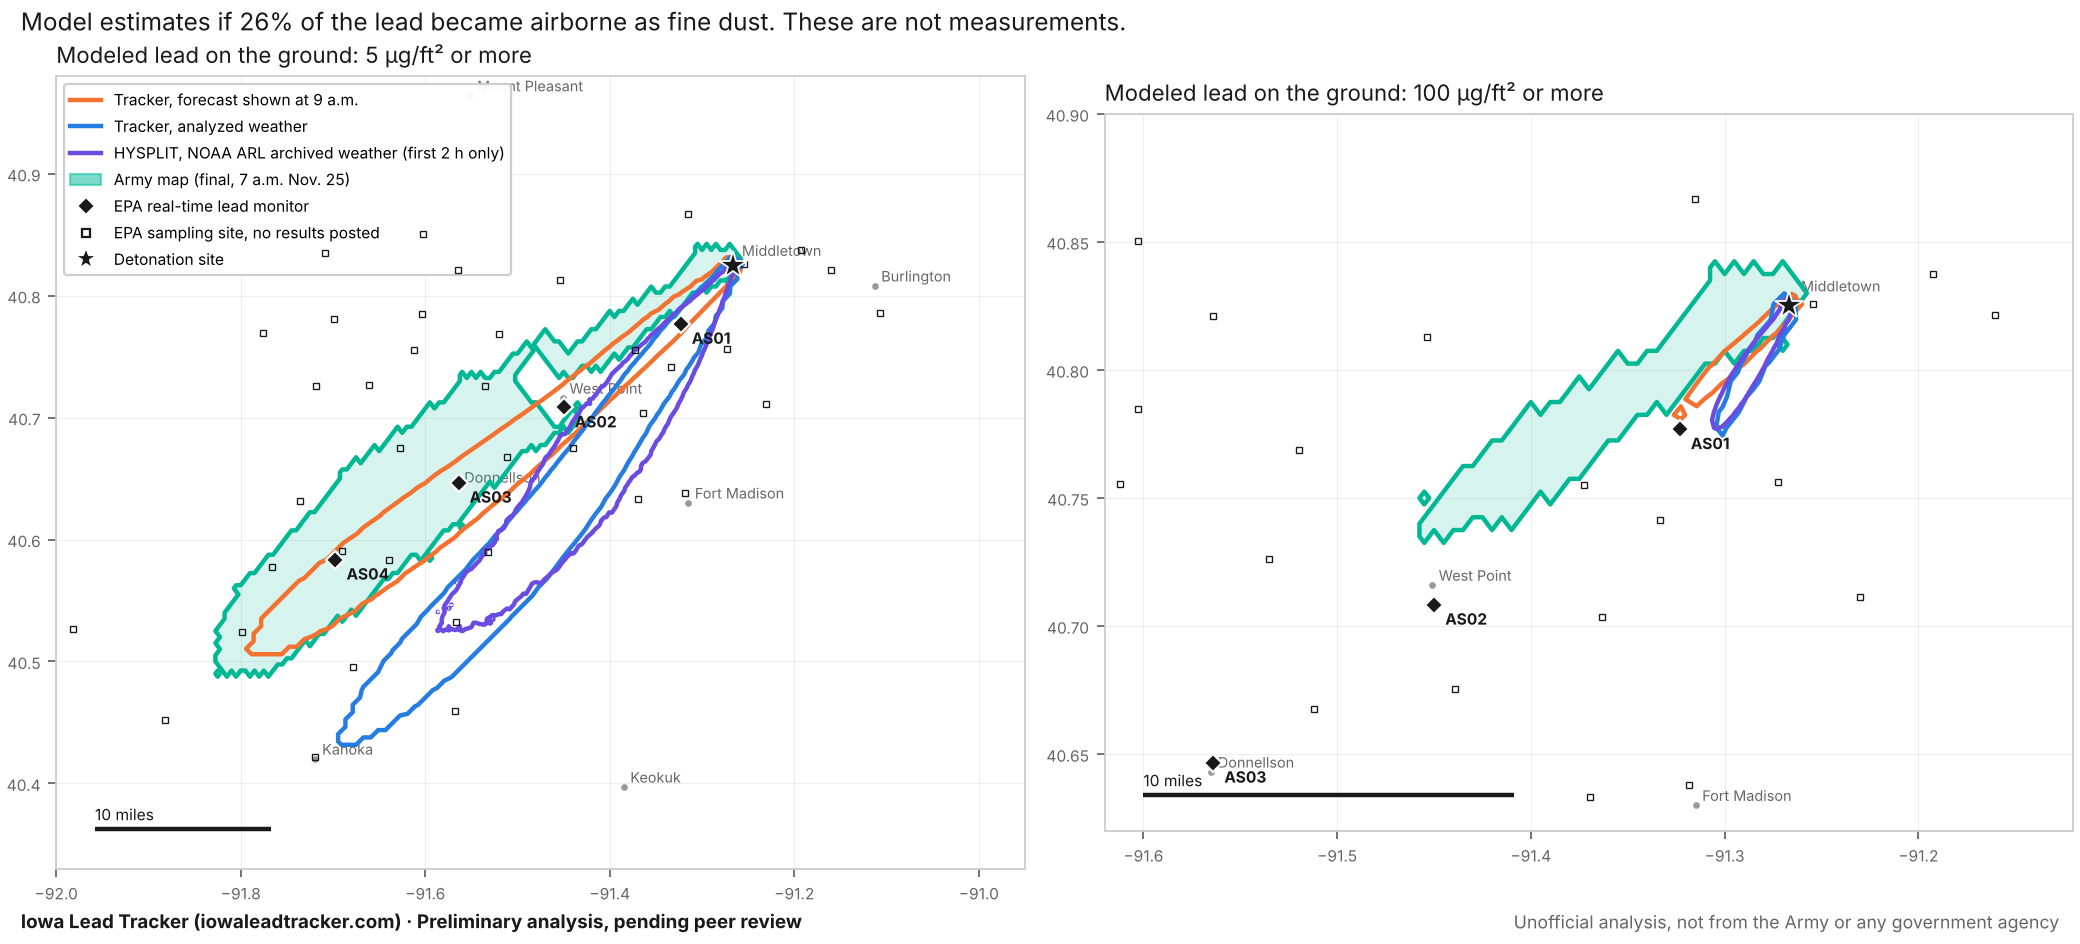 Model estimates if 26% of the lead became airborne as fine dust. These are not measurements.
Modeled lead on the ground: 5 µg/ft² or more
Tracker, forecast shown at 9 a.m.
Tracker, analyzed weather
HYSPLIT, NOAA ARL archived weather (first 2 h only)
Army map (final, 7 a.m. Nov. 25)
EPA real-time lead monitor
EPA sampling site, no results posted
Detonation site
Mount Pleasant
Middletown
Burlington
AS01
West Point
AS02
Donnellson
AS03
Fort Madison
AS04
Kahoka
Keokuk
10 miles
40.9
40.8
40.7
40.6
40.5
40.4
−92.0
−91.8
−91.6
−91.4
−91.2
−91.0
Modeled lead on the ground: 100 µg/ft² or more
40.90
40.85
40.80
40.75
40.70
40.65
Middletown
AS01
West Point
AS02
Donnellson
AS03
10 miles
Fort Madison
−91.6
−91.5
−91.4
−91.3
−91.2
Iowa Lead Tracker (iowaleadtracker.com) · Preliminary analysis, pending peer review
Unofficial analysis, not from the Army or any government agency